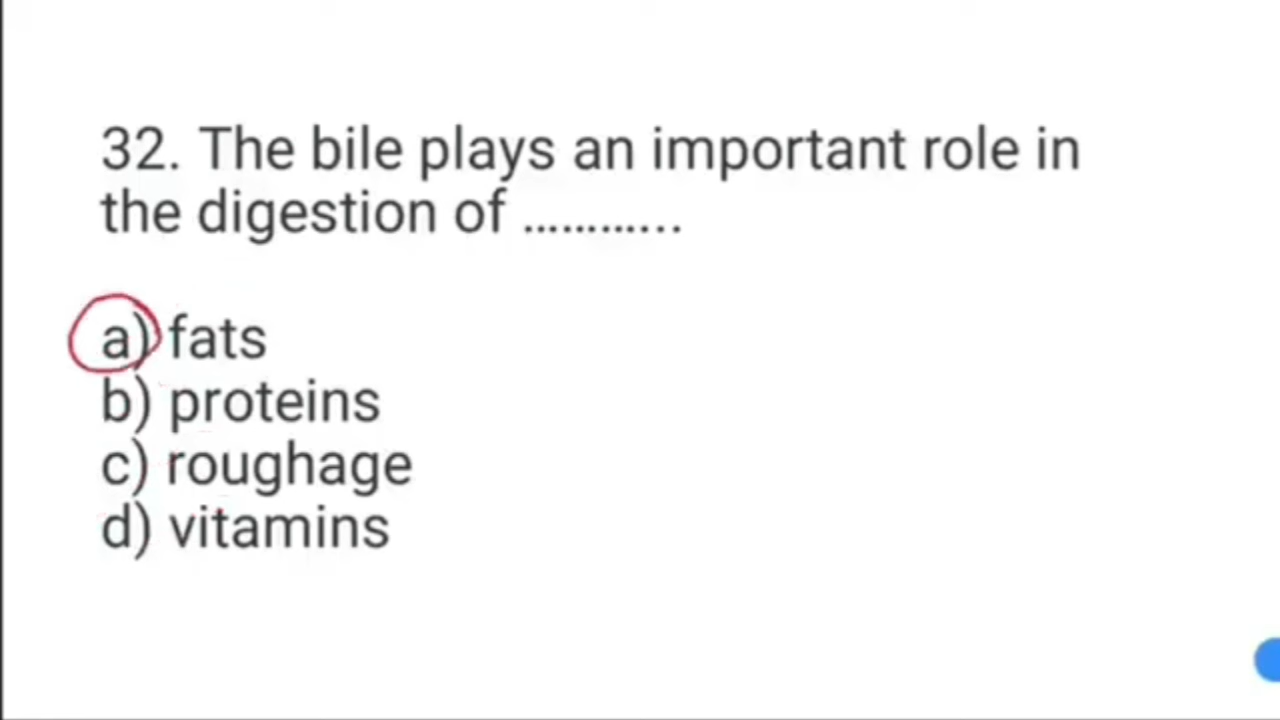 32. The bile plays an important role in
the digestion of ............
a) fats
b) proteins
c) roughage
d) vitamins